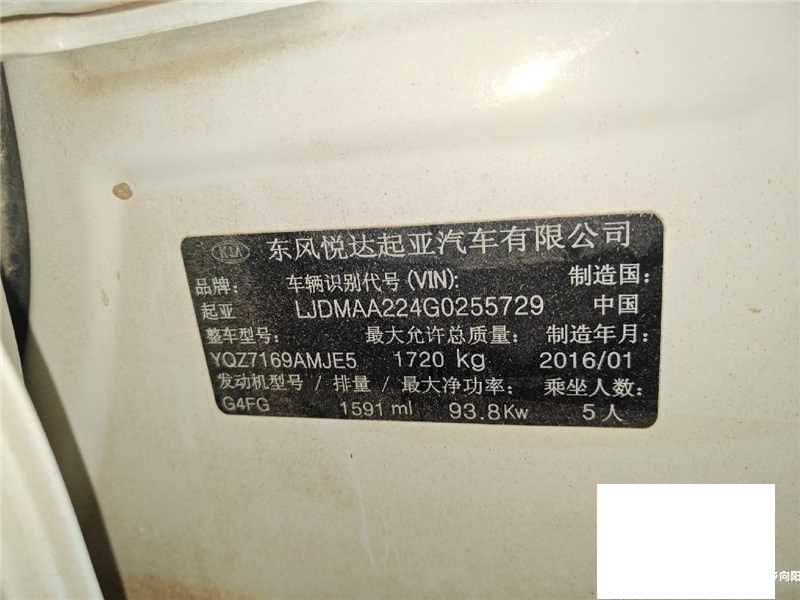 KIA 东风悦达起亚汽车有限公司
品牌: 车辆识别代号(VIN): 制造国:
起亚 LJDMAA224G0255729 中国
整车型号: 最大允许总质量: 制造年月:
YQZ7169AMJE5 1720 kg 2016/01
发动机型号 / 排量 / 最大净功率: 乘坐人数:
G4FG 1591 ml 93.8Kw 5人
向阳